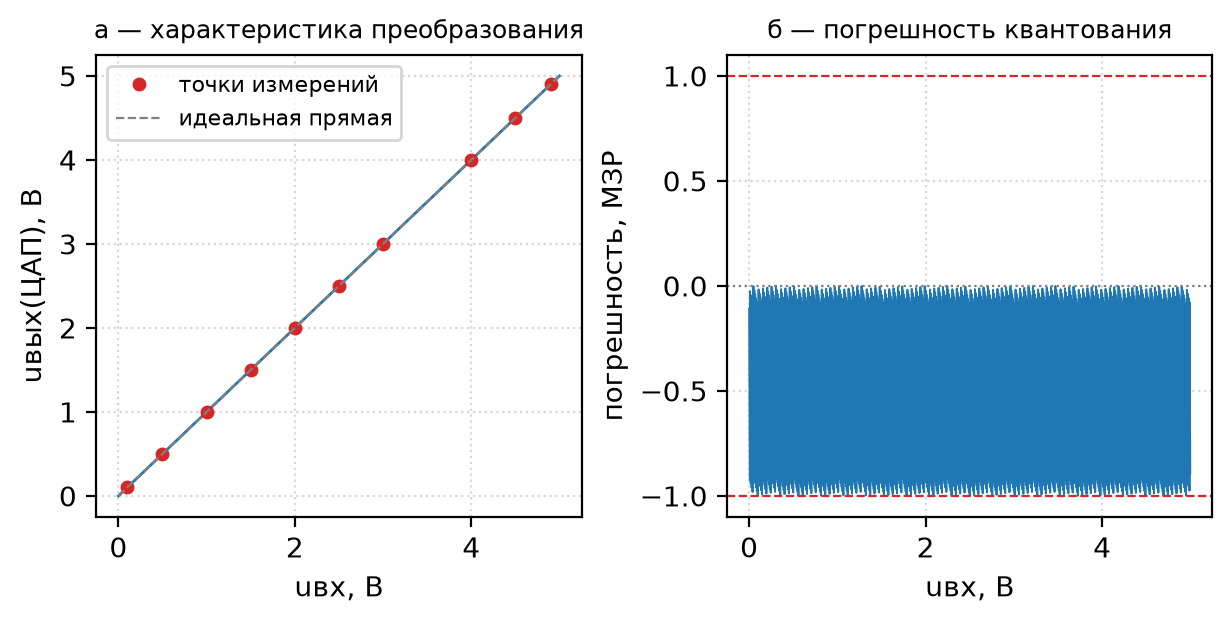 а — характеристика преобразования
5
4
3
2
1
0
uвых(ЦАП), В
точки измерений
идеальная прямая
0
2
4
uвх, В
б — погрешность квантования
1.0
0.5
0.0
−0.5
−1.0
погрешность, МЗР
0
2
4
uвх, В